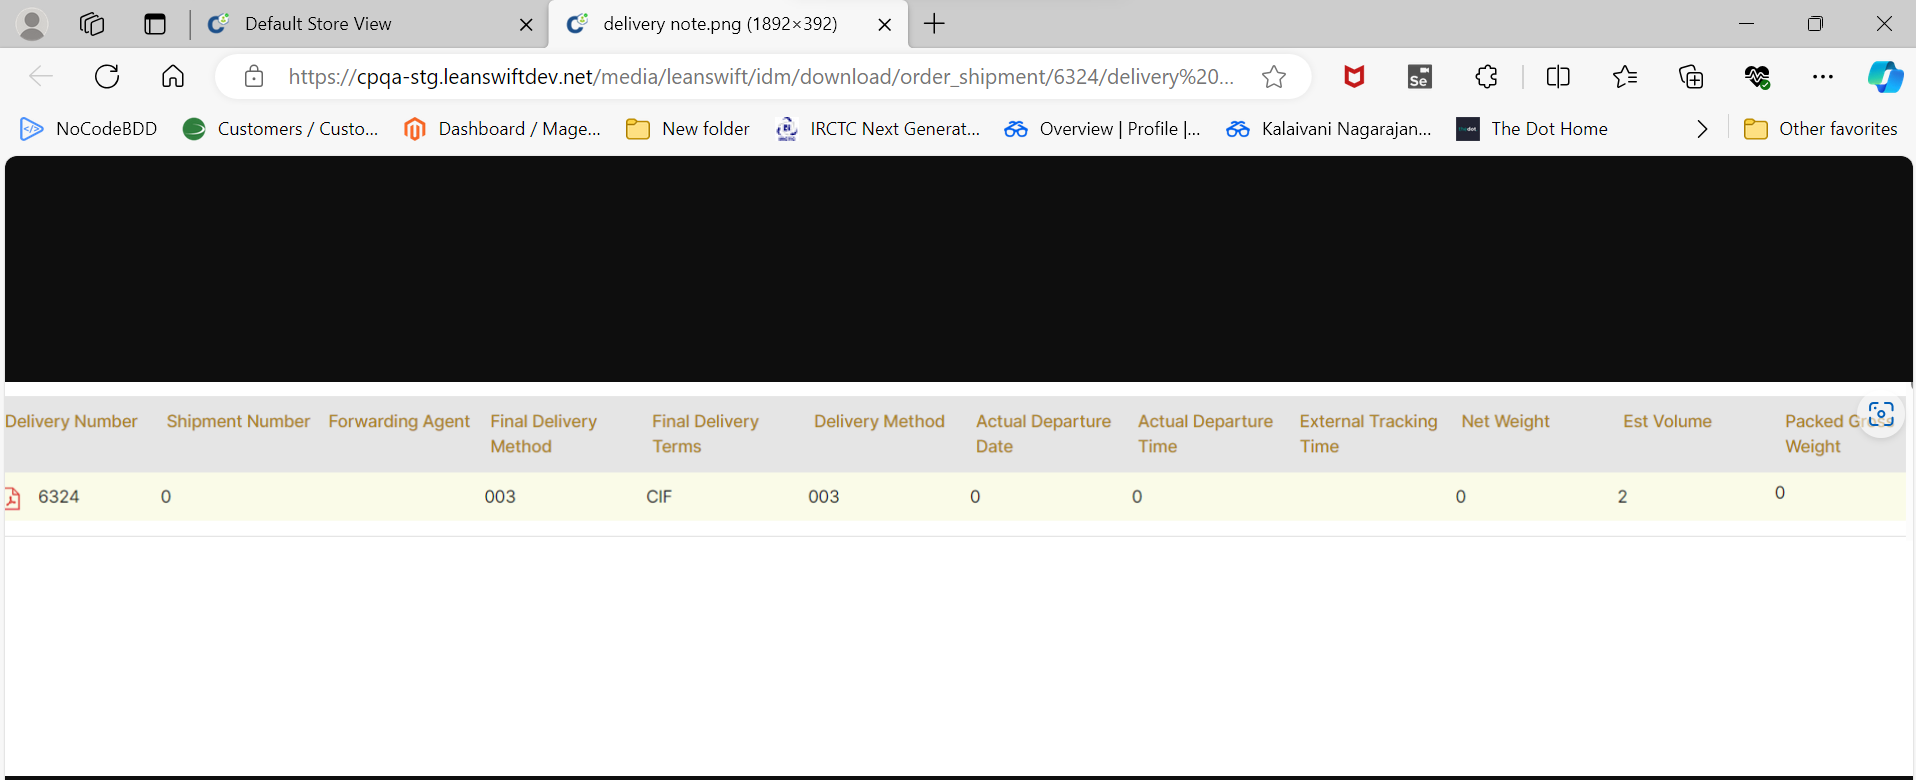 Default Store View
delivery note.png (1892×392)
https://cpqa-stg.leanswiftdev.net/media/leanswift/idm/download/order_shipment/6324/delivery%20...
Se
NoCodeBDD
Customers / Custo...
Dashboard / Mage...
New folder
IRCTC Next Generat...
Overview | Profile |...
Kalaivani Nagarajan...
The Dot Home
Other favorites
Delivery Number Shipment Number Forwarding Agent Final Delivery Method Final Delivery Terms Delivery Method Actual Departure Date Actual Departure Time External Tracking Time Net Weight Est Volume Packed Gross Weight
6324 0 003 CIF 003 0 0 0 2 0